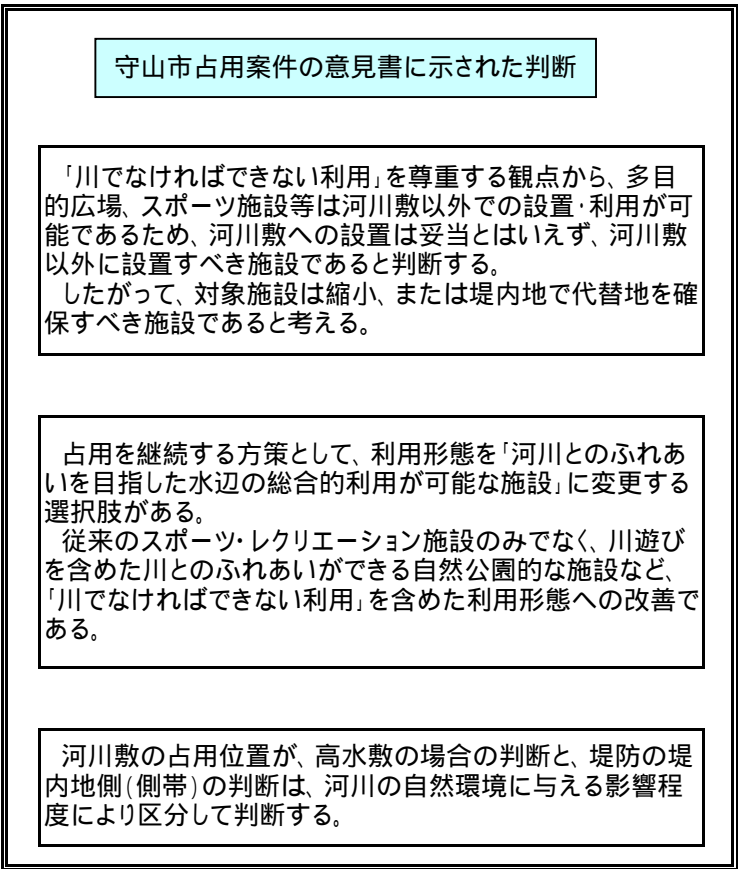 守山市占用案件の意見書に示された判断
「川でなければできない利用」を尊重する観点から、多目
的広場、スポーツ施設等は河川敷以外での設置・利用が可
能であるため、河川敷への設置は妥当とはいえず、河川敷
以外に設置すべき施設であると判断する。
したがって、対象施設は縮小、または堤内地で代替地を確
保すべき施設であると考える。
占用を継続する方策として、利用形態を「河川とのふれあ
いを目指した水辺の総合的利用が可能な施設」に変更する
選択肢がある。
従来のスポーツ・レクリエーション施設のみでなく、川遊び
を含めた川とのふれあいができる自然公園的な施設など、
「川でなければできない利用」を含めた利用形態への改善で
ある。
河川敷の占用位置が、高水敷の場合の判断と、堤防の堤
内地側(側帯)の判断は、河川の自然環境に与える影響程
度により区分して判断する。